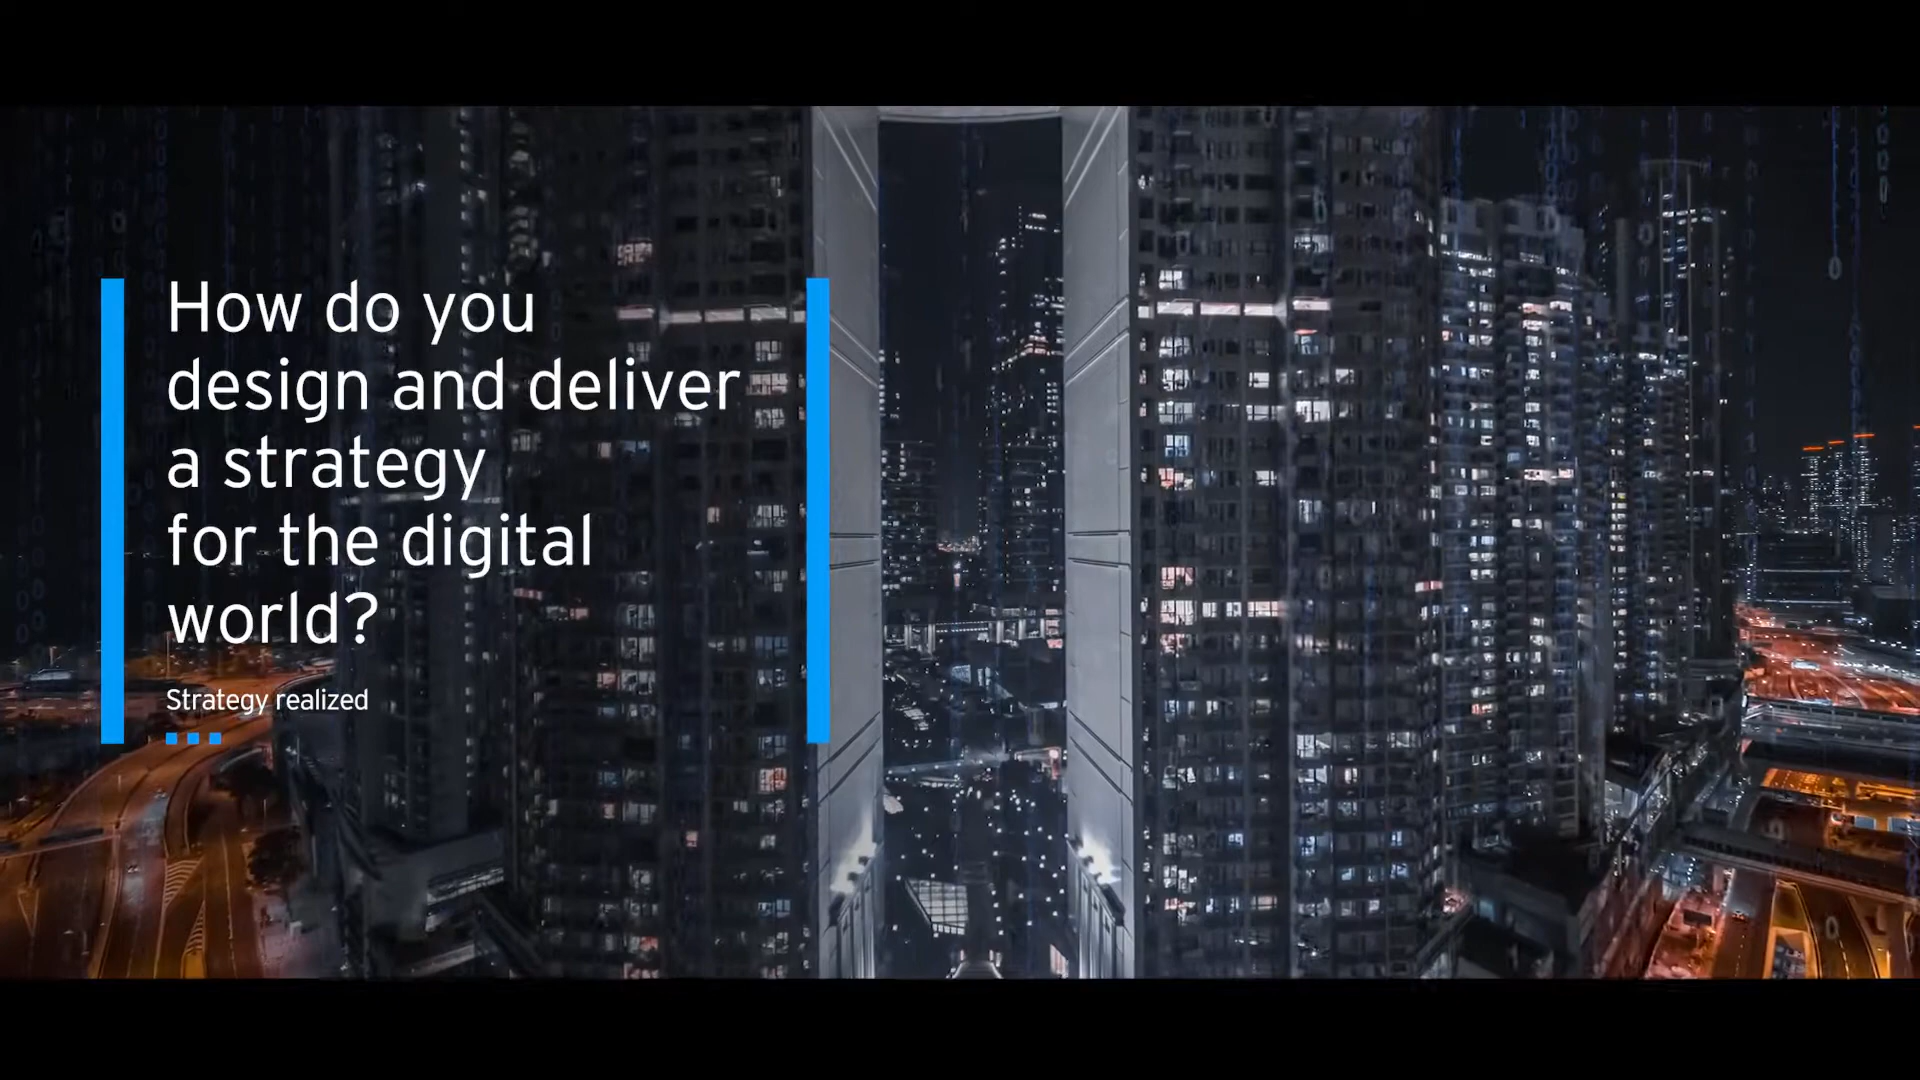 How do you
design and deliver
a strategy
for the digital
world?
Strategy realized